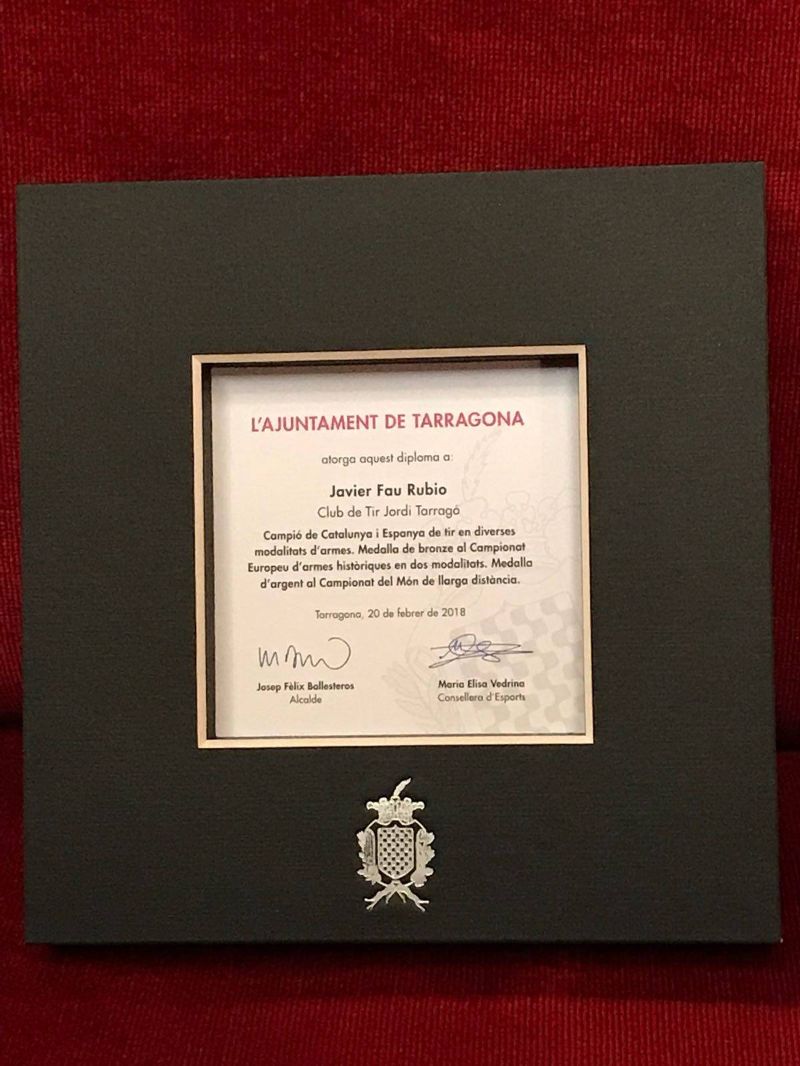 L'AJUNTAMENT DE TARRAGONA
atorga aquest diploma a:
Javier Fau Rubio
Club de Tir Jordi Tarragó
Campió de Catalunya i Espanya de tir en diverses
modalitats d'armes. Medalla de bronze al Campionat
Europeu d'armes històriques en dos modalitats. Medalla
d'argent al Campionat del Món de llarga distància.
Tarragona, 20 de febrer de 2018
Josep Fèlix Ballesteros
Alcalde
Maria Elisa Vedrina
Consellera d'Esports